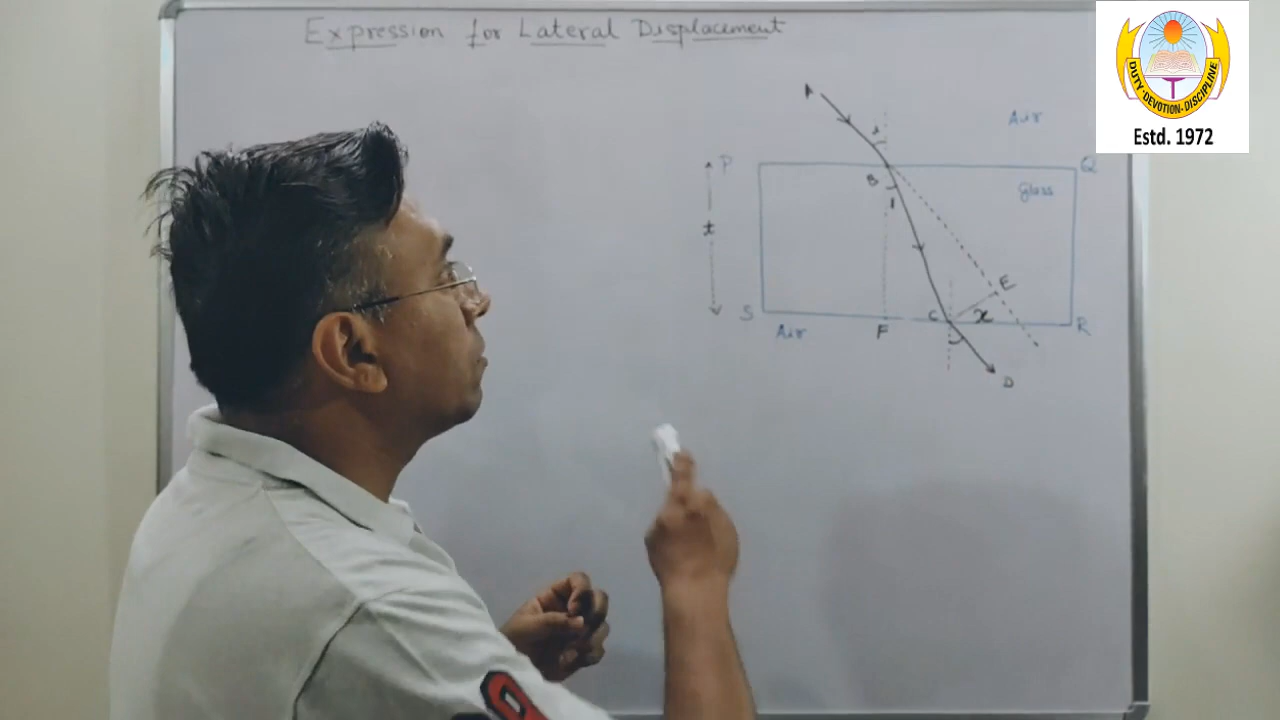 Expression for Lateral Displacement
DUTY·DEVOTION·DISCIPLINE
Estd. 1972
A
Air
i
P
Q
B
Glass
t
E
S
C
x
R
Air
F
D